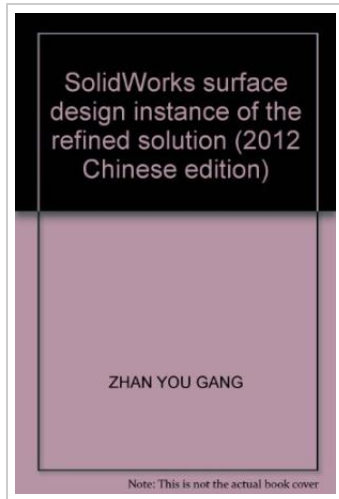 SolidWorks surface
design instance of the
refined solution (2012
Chinese edition)
ZHAN YOU GANG
Note: This is not the actual book cover